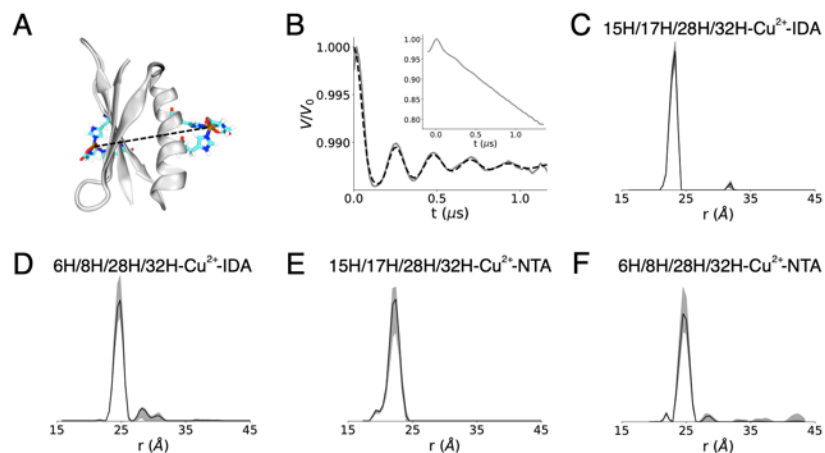 A
B
C
15H/17H/28H/32H-Cu²⁺-IDA
1.000
0.995
0.990
V/V₀
1.00
0.95
0.90
0.85
0.80
0.0 0.5 1.0
t (μs)
0.0 0.5 1.0
t (μs)
15 25 35 45
r (Å)
D
6H/8H/28H/32H-Cu²⁺-IDA
E
15H/17H/28H/32H-Cu²⁺-NTA
F
6H/8H/28H/32H-Cu²⁺-NTA
15 25 35 45
r (Å)
15 25 35 45
r (Å)
15 25 35 45
r (Å)